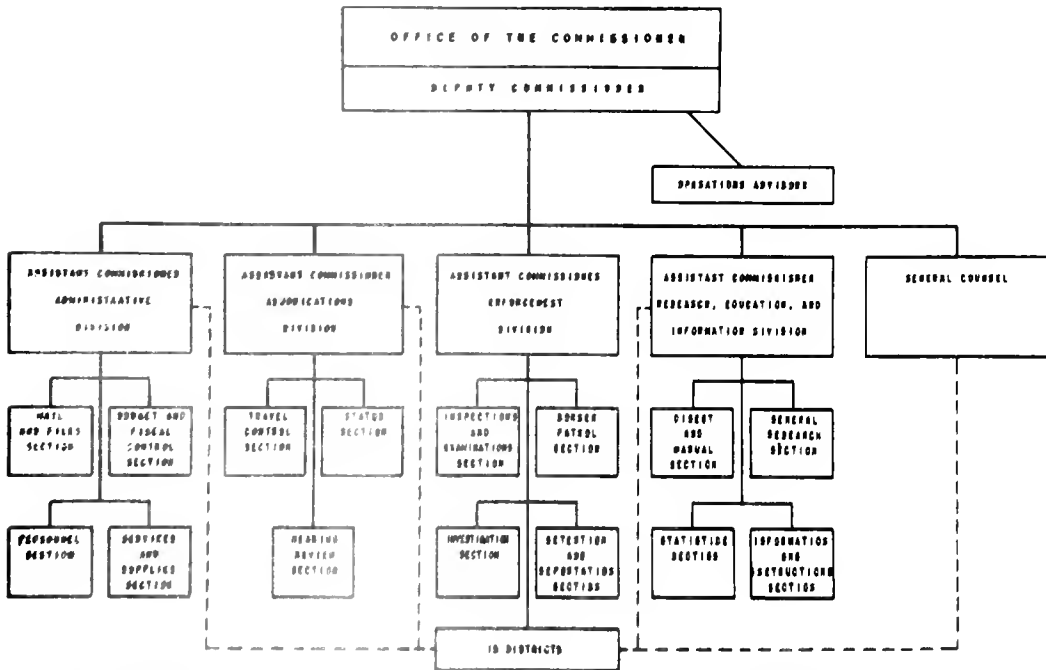 OFFICE OF THE COMMISSIONER
DEPUTY COMMISSIONER
OPERATIONS ADVISORS
ASSISTANT COMMISSIONER
ADMINISTRATIVE
DIVISION
ASSISTANT COMMISSIONER
ADJUDICATIONS
DIVISION
ASSISTANT COMMISSIONER
ENFORCEMENT
DIVISION
ASSISTANT COMMISSIONER
RESEARCH, EDUCATION, AND
INFORMATION DIVISION
GENERAL COUNSEL
MAIL
AND FILES
SECTION
BUDGET AND
FISCAL
CONTROL
SECTION
TRAVEL
CONTROL
SECTION
STATUS
SECTION
INSPECTIONS
AND
EXAMINATIONS
SECTION
BORDER
PATROL
SECTION
DIGEST
AND
MANUAL
SECTION
GENERAL
RESEARCH
SECTION
PERSONNEL
SECTION
SERVICES
AND
SUPPLIES
SECTION
HEARING
REVIEW
SECTION
INVESTIGATION
SECTION
DETENTION
AND
DEPORTATION
SECTION
STATISTICS
SECTION
INFORMATION
AND
INSTRUCTIONS
SECTION
DISTRICTS